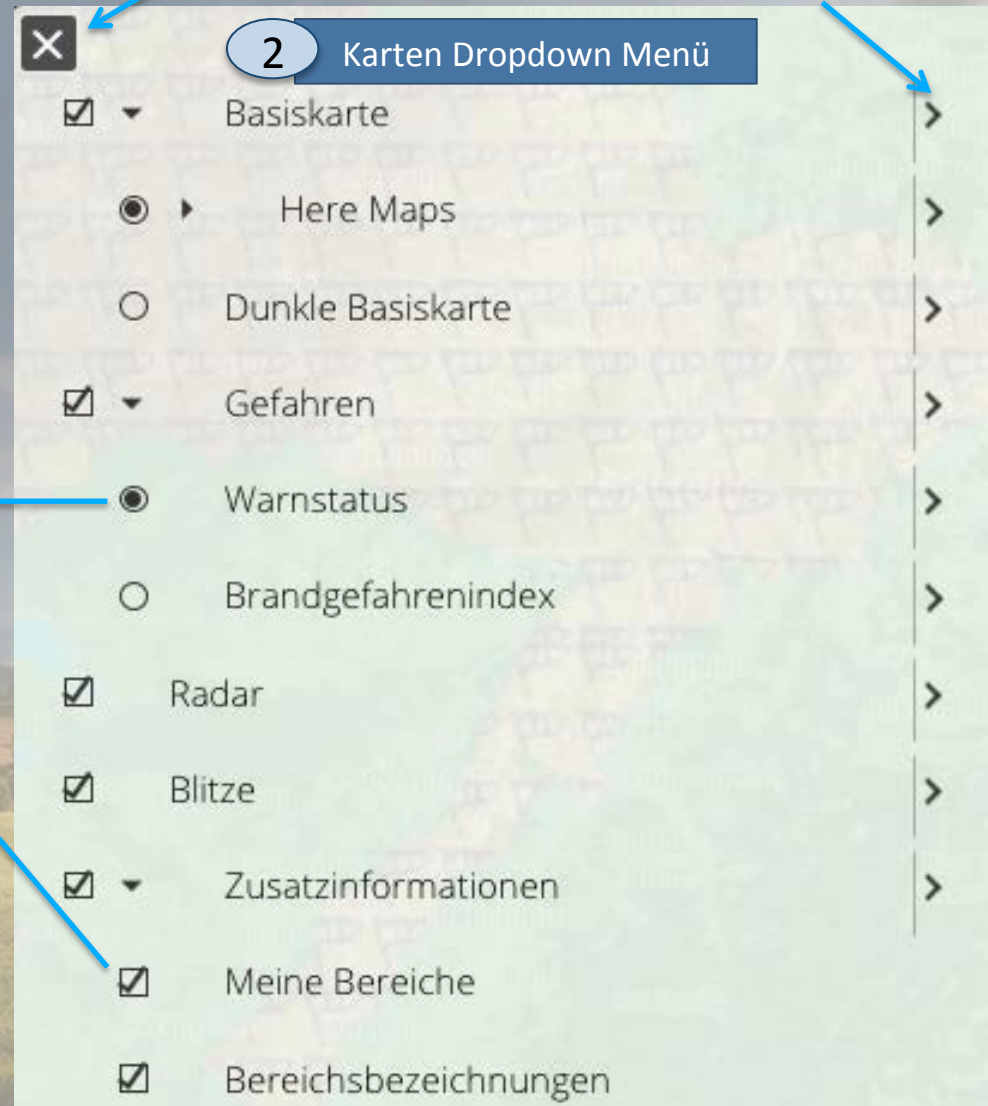 2 Karten Dropdown Menü
Basiskarte
Here Maps
Dunkle Basiskarte
Gefahren
Warnstatus
Brandgefahrenindex
Radar
Blitze
Zusatzinformationen
Meine Bereiche
Bereichsbezeichnungen